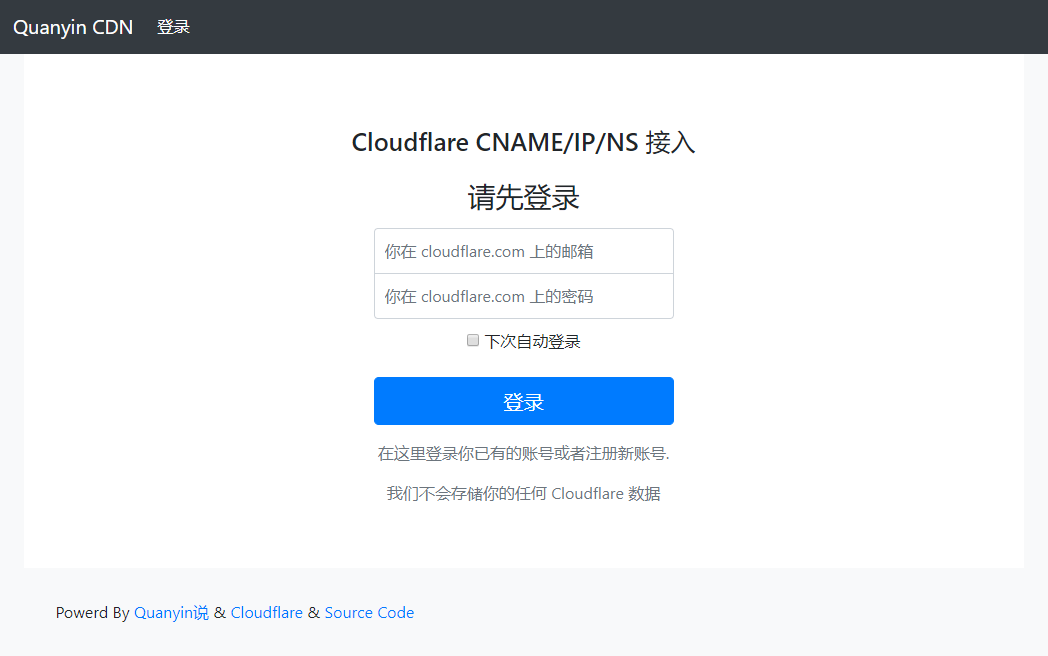 Quanyin CDN 登录
Cloudflare CNAME/IP/NS 接入
请先登录
你在 cloudflare.com 上的邮箱
你在 cloudflare.com 上的密码
下次自动登录
登录
在这里登录你已有的账号或者注册新账号.
我们不会存储你的任何 Cloudflare 数据
Powerd By Quanyin说 & Cloudflare & Source Code